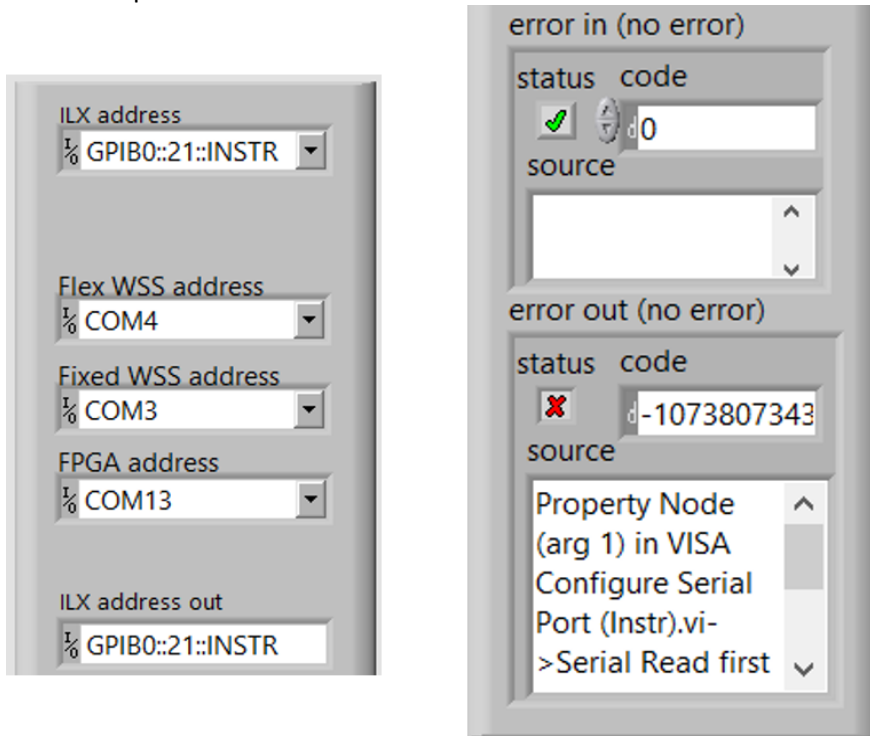 ILX address
GPIB0::21::INSTR
Flex WSS address
COM4
Fixed WSS address
COM3
FPGA address
COM13
ILX address out
GPIB0::21::INSTR
error in (no error)
status code
d 0
source
error out (no error)
status code
d -1073807343
source
Property Node
(arg 1) in VISA
Configure Serial
Port (Instr).vi-
>Serial Read first